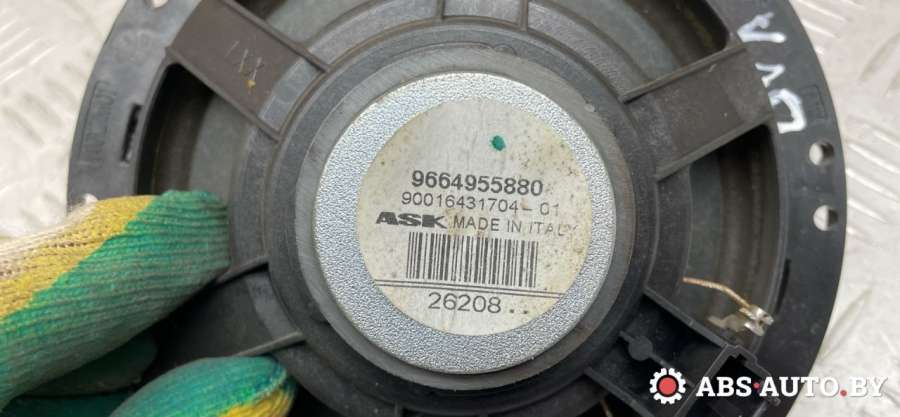 9664955880
90016431704-01
ASK MADE IN ITALY
26208..
ABS-AUTO.BY